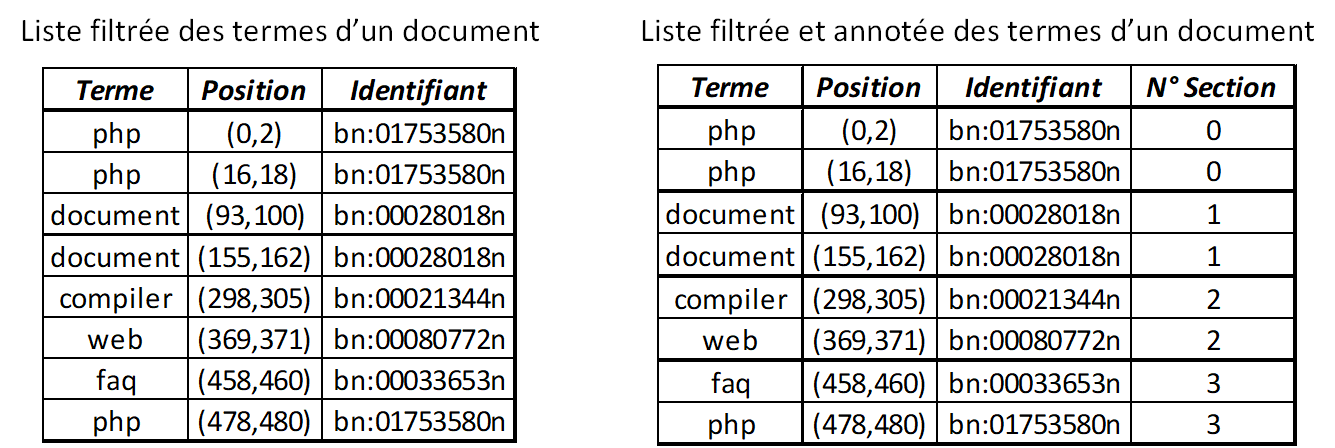 Liste filtrée des termes d’un document
Terme Position Identifiant
php (0,2) bn:01753580n
php (16,18) bn:01753580n
document (93,100) bn:00028018n
document (155,162) bn:00028018n
compiler (298,305) bn:00021344n
web (369,371) bn:00080772n
faq (458,460) bn:00033653n
php (478,480) bn:01753580n
Liste filtrée et annotée des termes d’un document
Terme Position Identifiant N° Section
php (0,2) bn:01753580n 0
php (16,18) bn:01753580n 0
document (93,100) bn:00028018n 1
document (155,162) bn:00028018n 1
compiler (298,305) bn:00021344n 2
web (369,371) bn:00080772n 2
faq (458,460) bn:00033653n 3
php (478,480) bn:01753580n 3